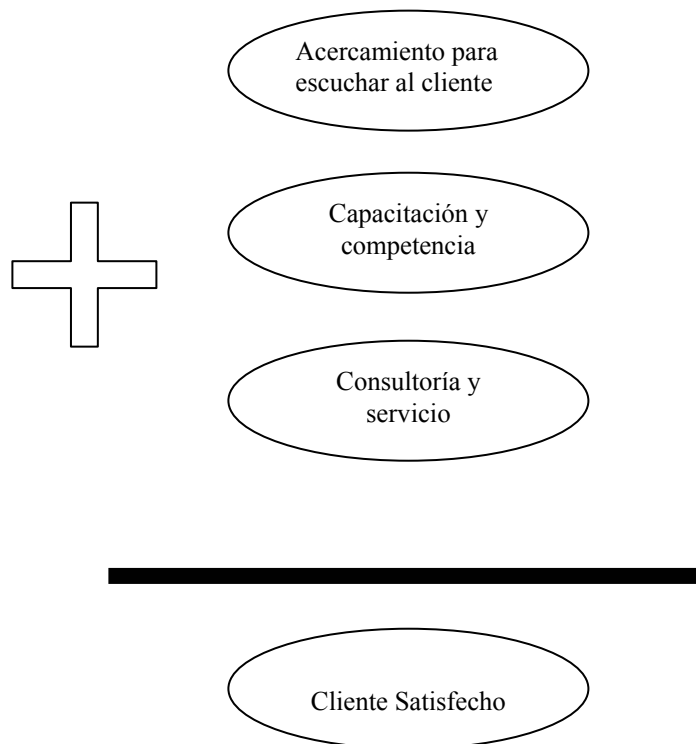 Acercamiento para
escuchar al cliente
Capacitación y
competencia
Consultoría y
servicio
Cliente Satisfecho